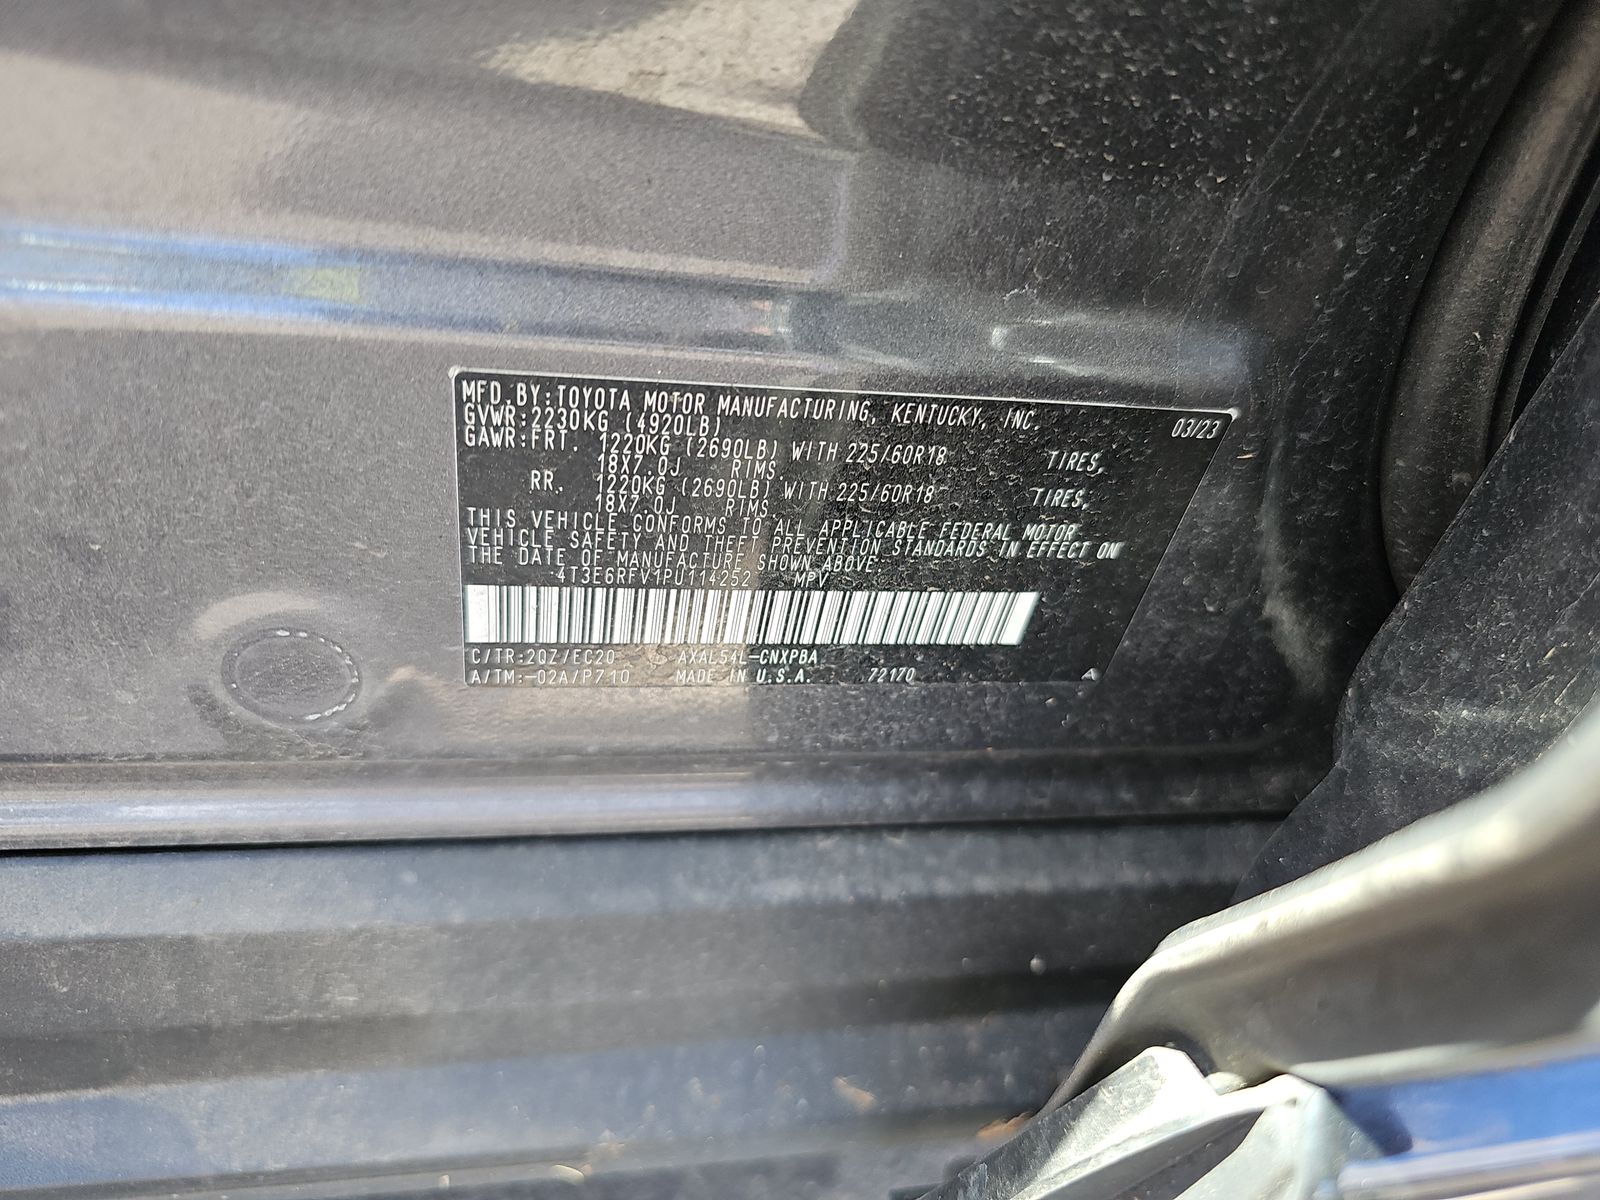 MFD.BY:TOYOTA MOTOR MANUFACTURING, KENTUCKY, INC. 03/23
GVWR:2230KG (4920LB)
GAWR:FRT. 1220KG (2690LB) WITH 225/60R18 TIRES,
18X7.0J RIMS.
RR. 1220KG (2690LB) WITH 225/60R18 TIRES,
18X7.0J RIMS.
THIS VEHICLE CONFORMS TO ALL APPLICABLE FEDERAL MOTOR
VEHICLE SAFETY AND THEFT PREVENTION STANDARDS IN EFFECT ON
THE DATE OF MANUFACTURE SHOWN ABOVE.
4T3E6RFV1PU114252 MPV
C/TR:2QZ/EC20 AXAL54L-CNXPBA
A/TM:-02A/P710 MADE IN U.S.A. 72170